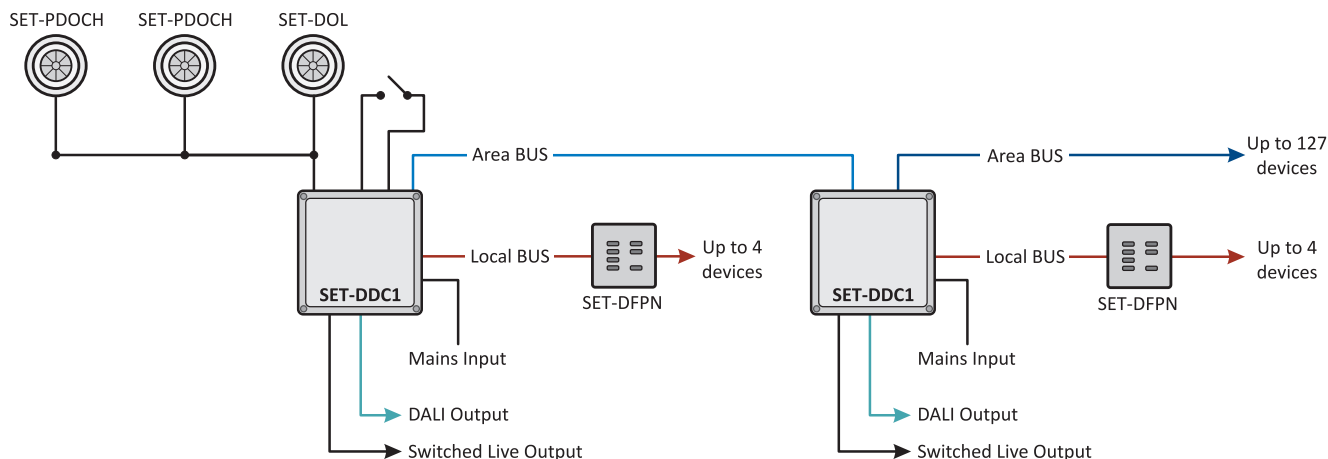 SET-PDOCH
SET-PDOCH
SET-DOL
Area BUS
Area BUS
Up to 127
devices
Local BUS
Up to 4
devices
Local BUS
Up to 4
devices
SET-DDC1
SET-DFPN
SET-DDC1
SET-DFPN
Mains Input
Mains Input
DALI Output
DALI Output
Switched Live Output
Switched Live Output